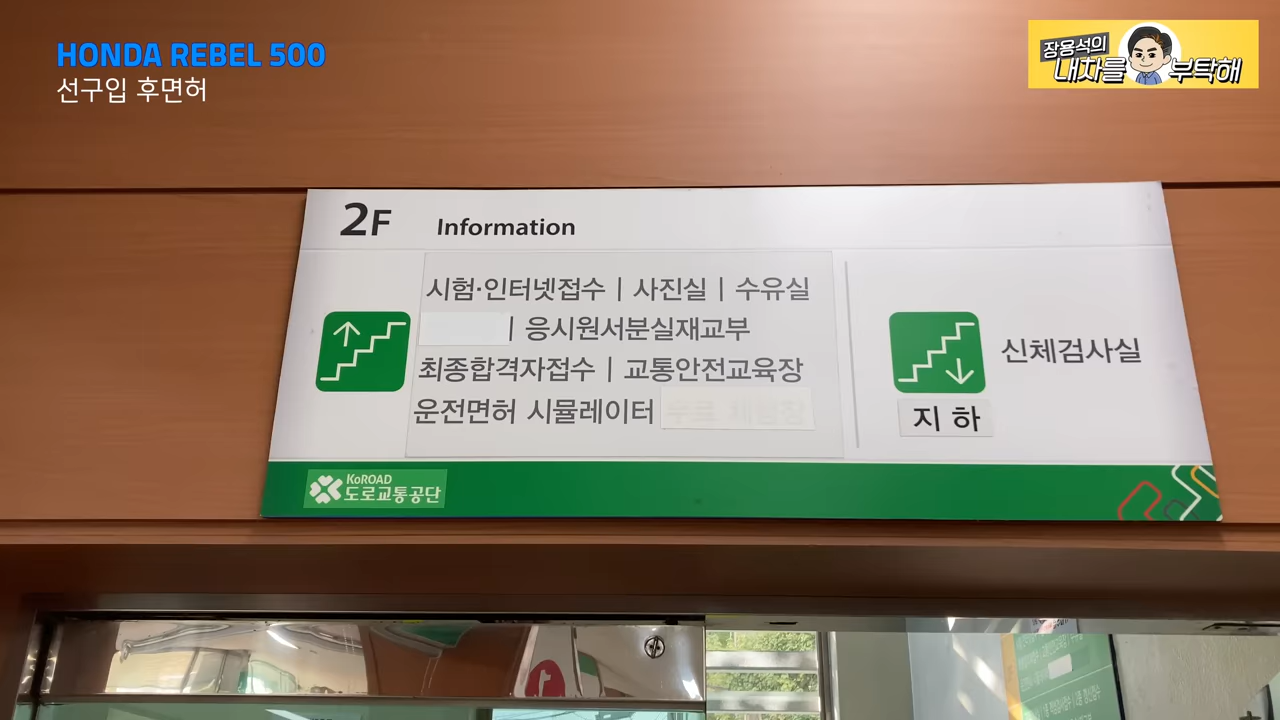 HONDA REBEL 500
선구입 후면허
장용석의
내차를 부탁해
2F Information
시험·인터넷접수 | 사진실 | 수유실
| 응시원서분실재교부
최종합격자접수 | 교통안전교육장
운전면허 시뮬레이터
신체검사실
지하
KoROAD
도로교통공단